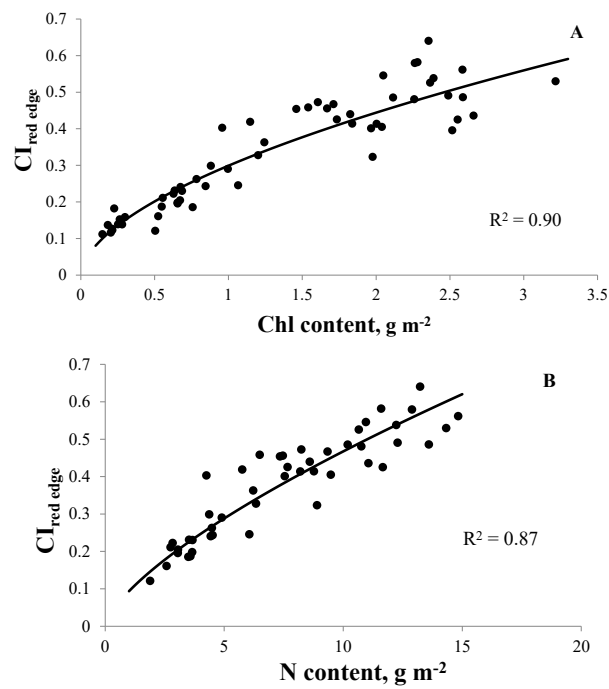 0.7
A
0.6
0.5
0.4
0.3
0.2
0.1
0
CI red edge
R² = 0.90
0 0.5 1 1.5 2 2.5 3 3.5
Chl content, g m⁻²
0.7
B
0.6
0.5
0.4
0.3
0.2
0.1
0.0
CI red edge
R² = 0.87
0 5 10 15 20
N content, g m⁻²